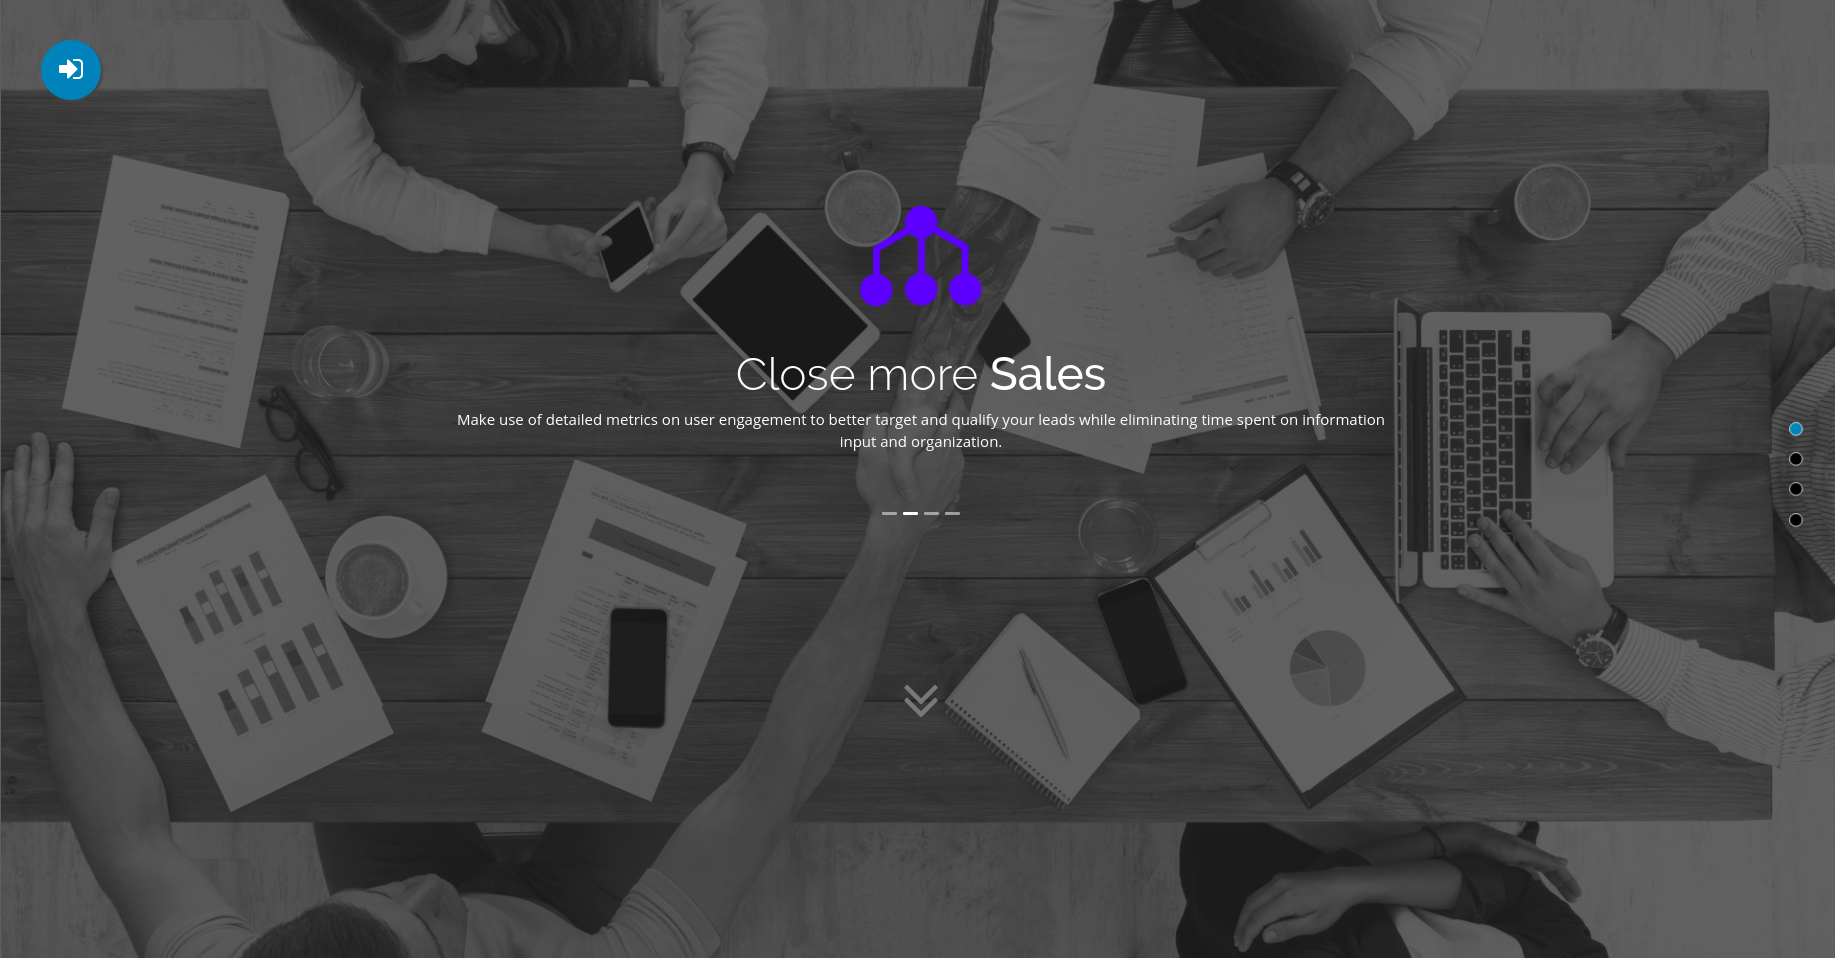 Close more Sales
Make use of detailed metrics on user engagement to better target and qualify your leads while eliminating time spent on information
input and organization.